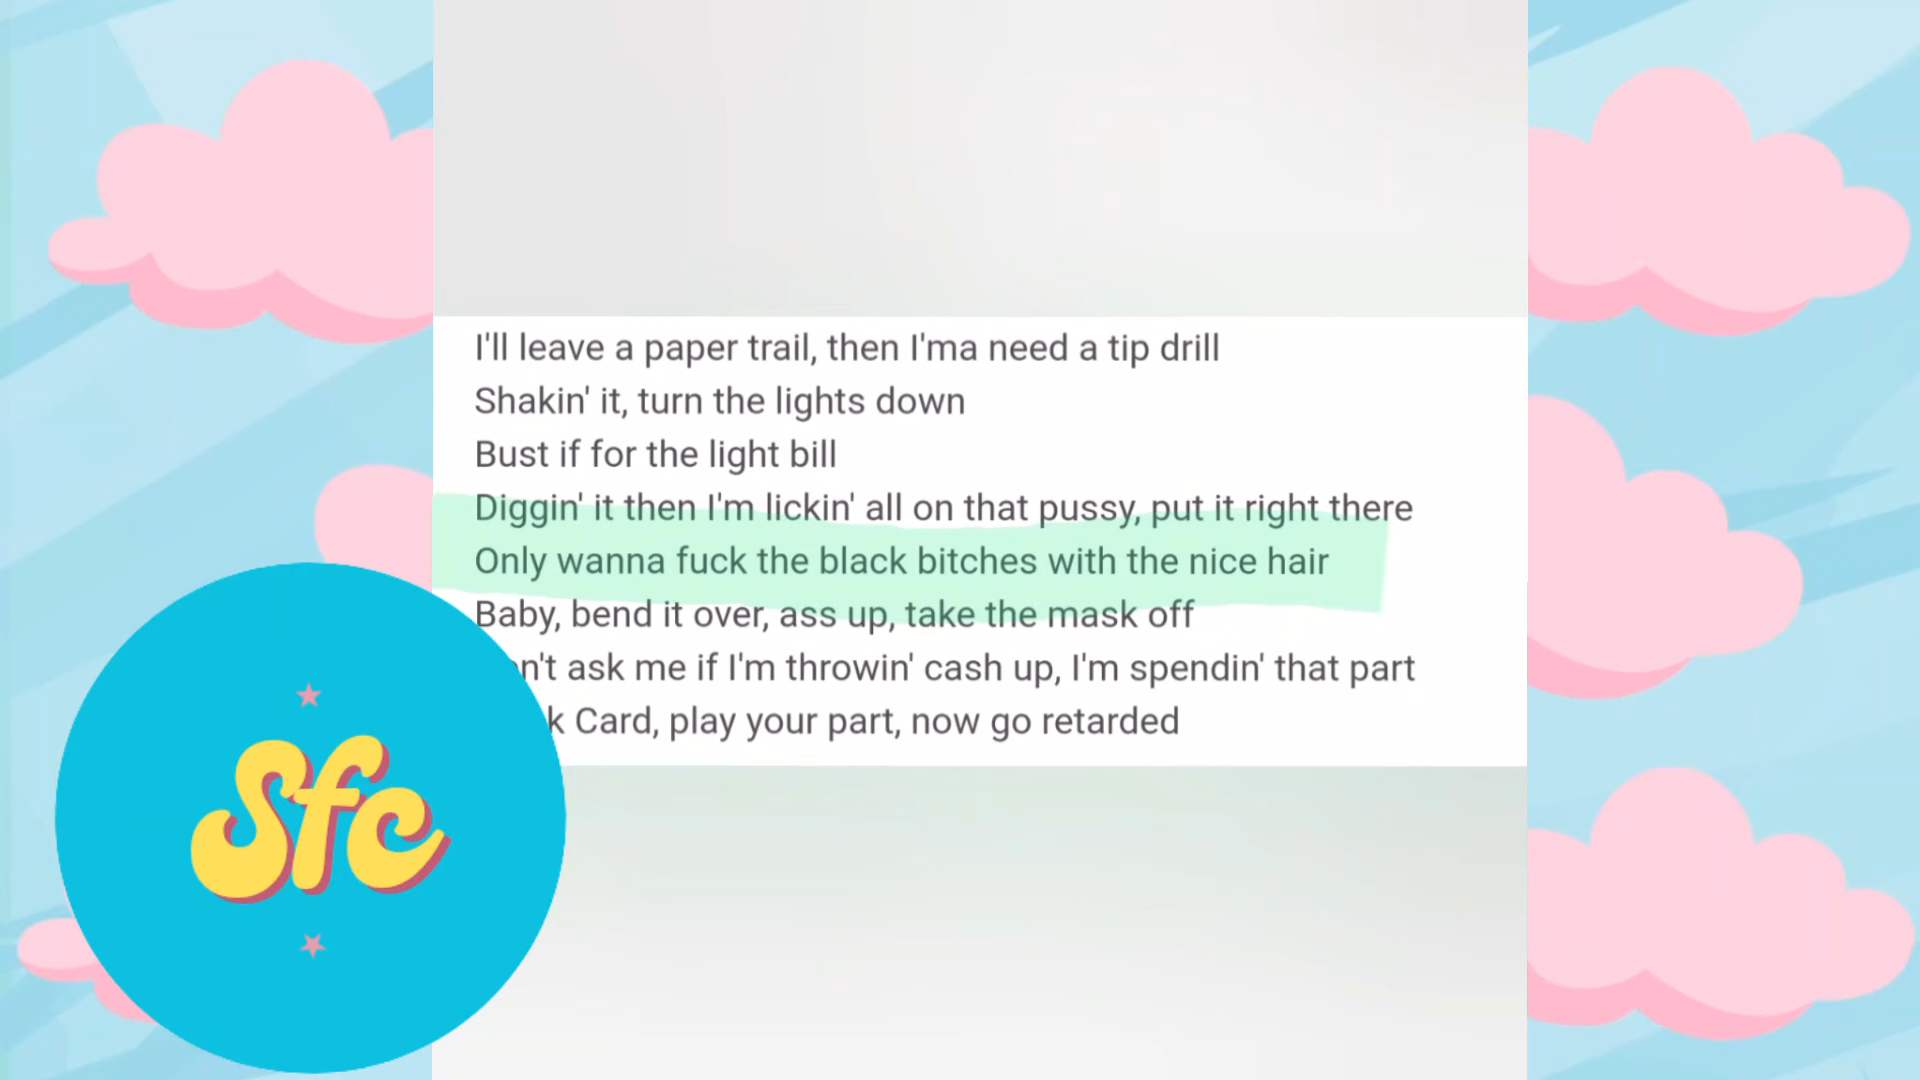 I'll leave a paper trail, then I'ma need a tip drill
Shakin' it, turn the lights down
Bust if for the light bill
Diggin' it then I'm lickin' all on that pussy, put it right there
Only wanna fuck the black bitches with the nice hair
Baby, bend it over, ass up, take the mask off
n't ask me if I'm throwin' cash up, I'm spendin' that part
k Card, play your part, now go retarded
Sfc